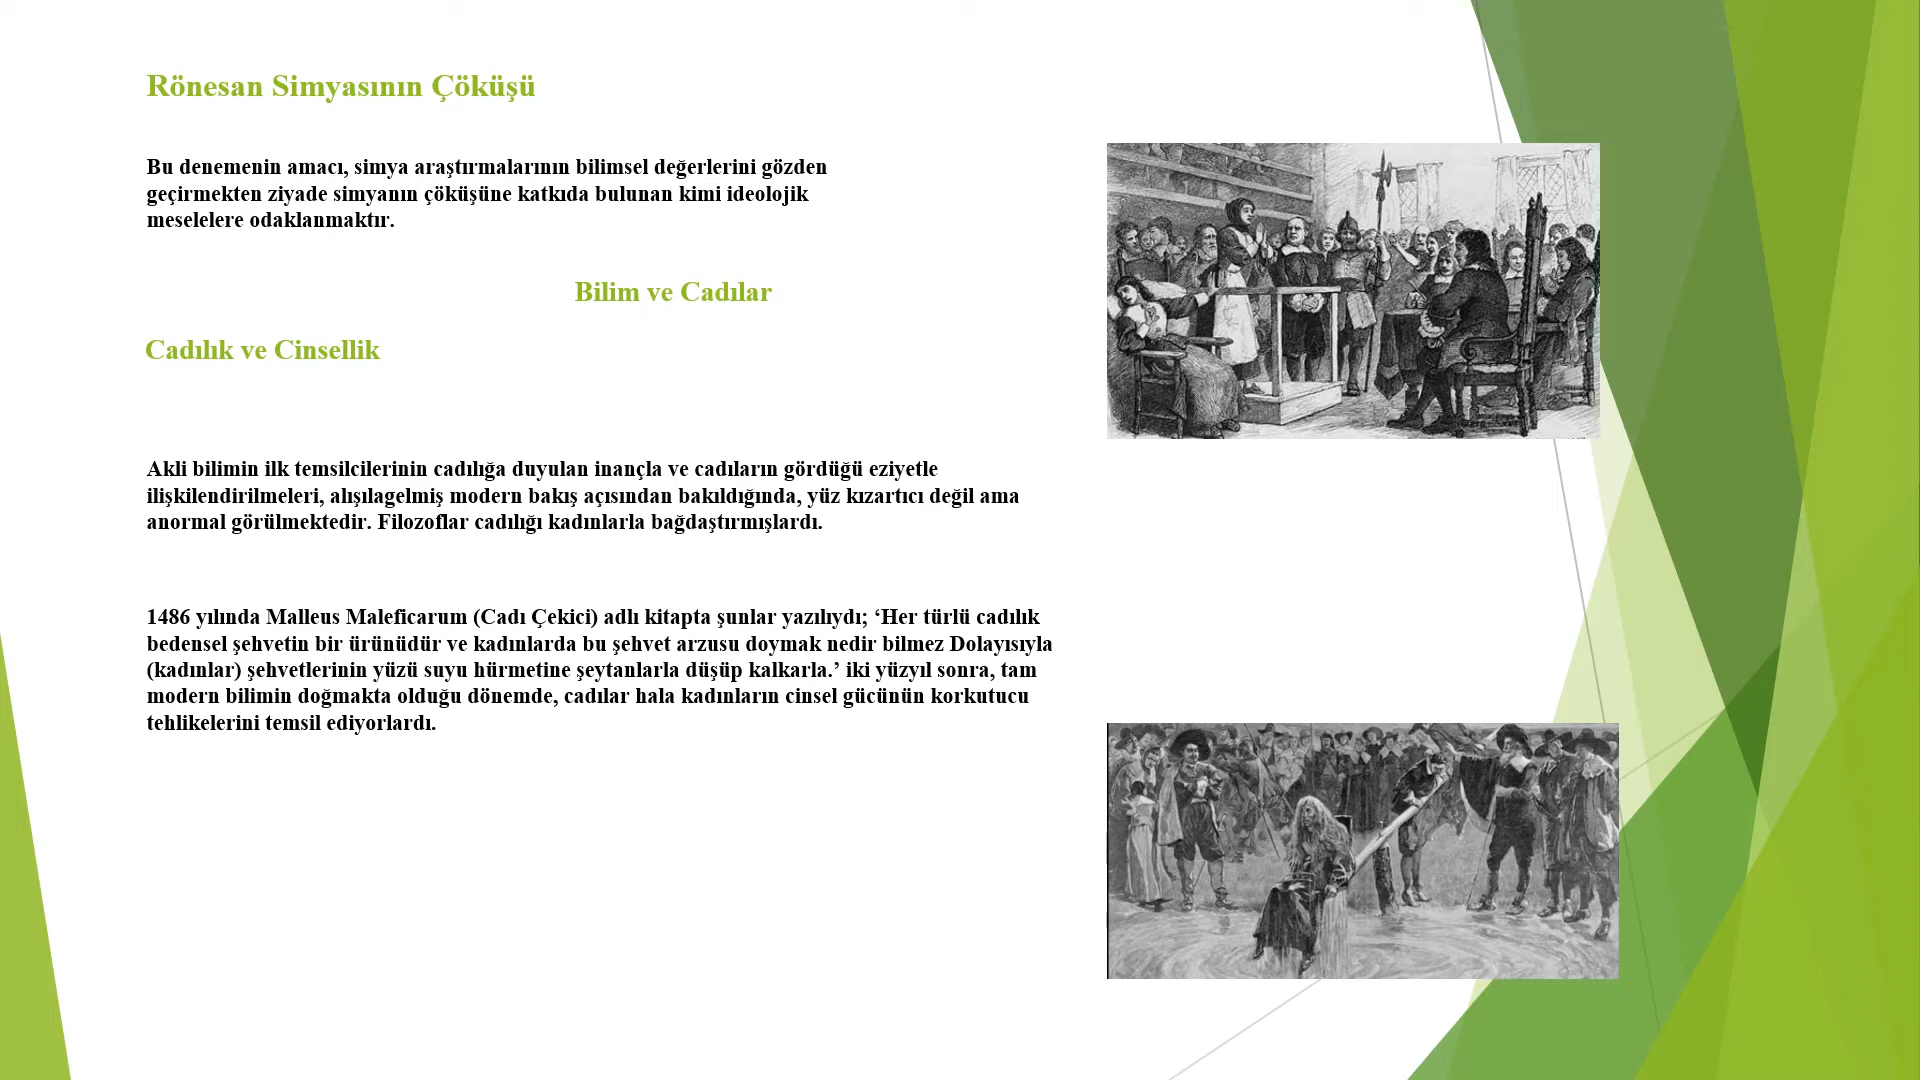 Rönesan Simyasının Çöküşü
Bu denemenin amacı, simya araştırmalarının bilimsel değerlerini gözden
geçirmekten ziyade simyanın çöküşüne katkıda bulunan kimi ideolojik
meselelere odaklanmaktır.
Bilim ve Cadılar
Cadılık ve Cinsellik
Akli bilimin ilk temsilcilerinin cadılığa duyulan inançla ve cadıların gördüğü eziyetle
ilişkilendirilmeleri, alışılagelmiş modern bakış açısından bakıldığında, yüz kızartıcı değil ama
anormal görülmektedir. Filozoflar cadılığı kadınlarla bağdaştırmışlardı.
1486 yılında Malleus Maleficarum (Cadı Çekici) adlı kitapta şunlar yazılıydı; ‘Her türlü cadılık
bedensel şehvetin bir ürünüdür ve kadınlarda bu şehvet arzusu doymak nedir bilmez Dolayısıyla
(kadınlar) şehvetlerinin yüzü suyu hürmetine şeytanlarla düşüp kalkarla.’ iki yüzyıl sonra, tam
modern bilimin doğmakta olduğu dönemde, cadılar hala kadınların cinsel gücünün korkutucu
tehlikelerini temsil ediyorlardı.